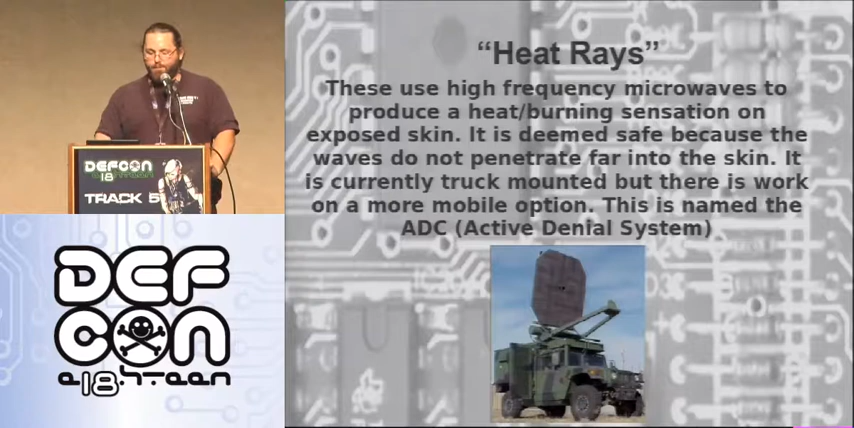 DEFCON
18
TRACK 5
DEF
CON
e18hteen
“Heat Rays”
These use high frequency microwaves to
produce a heat/burning sensation on
exposed skin. It is deemed safe because the
waves do not penetrate far into the skin. It
is currently truck mounted but there is work
on a more mobile option. This is named the
ADC (Active Denial System)